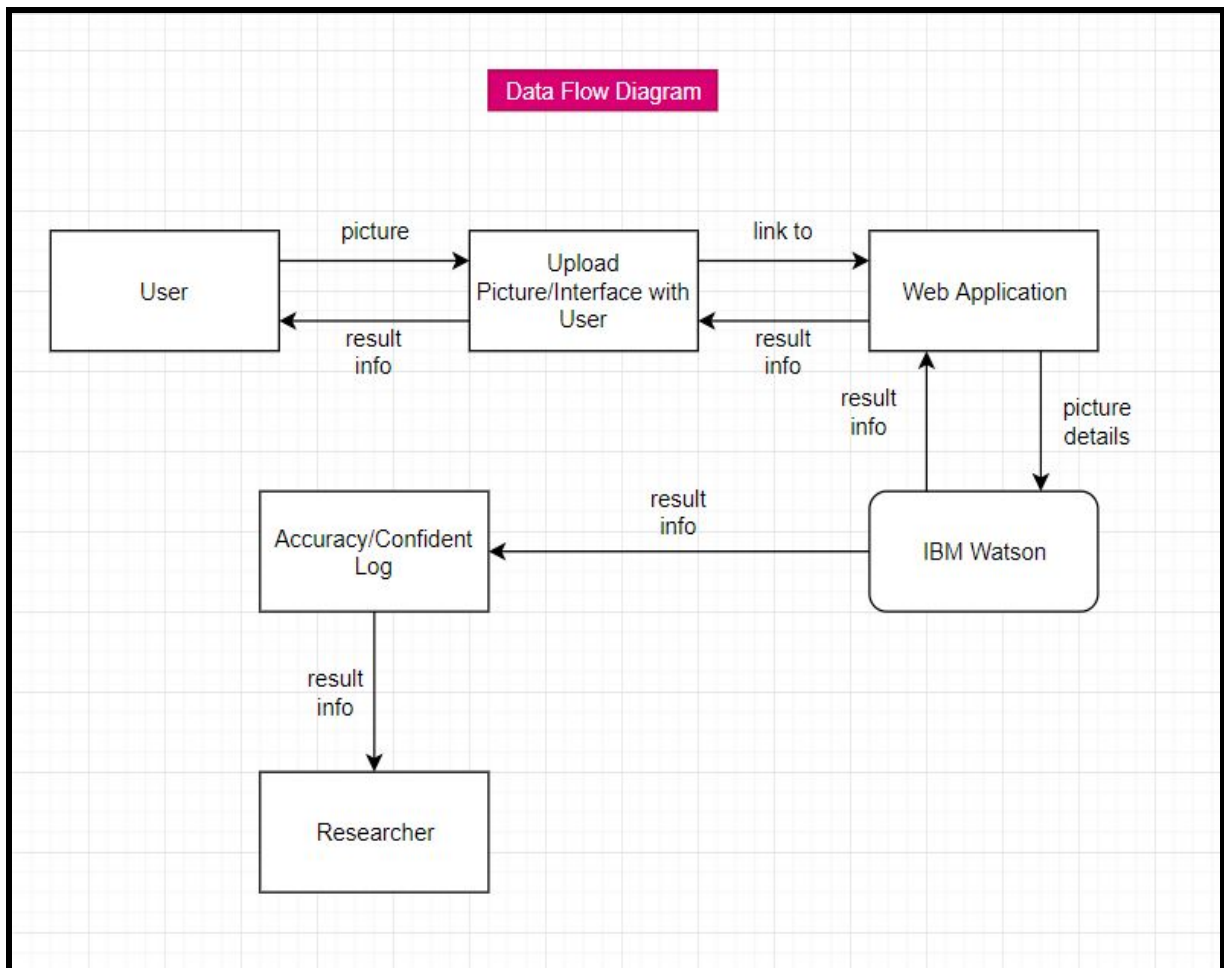 Data Flow Diagram
picture
link to
User
Upload
Picture/Interface with
User
Web Application
result
info
result
info
result
info
picture
details
result
info
Accuracy/Confident
Log
IBM Watson
result
info
Researcher